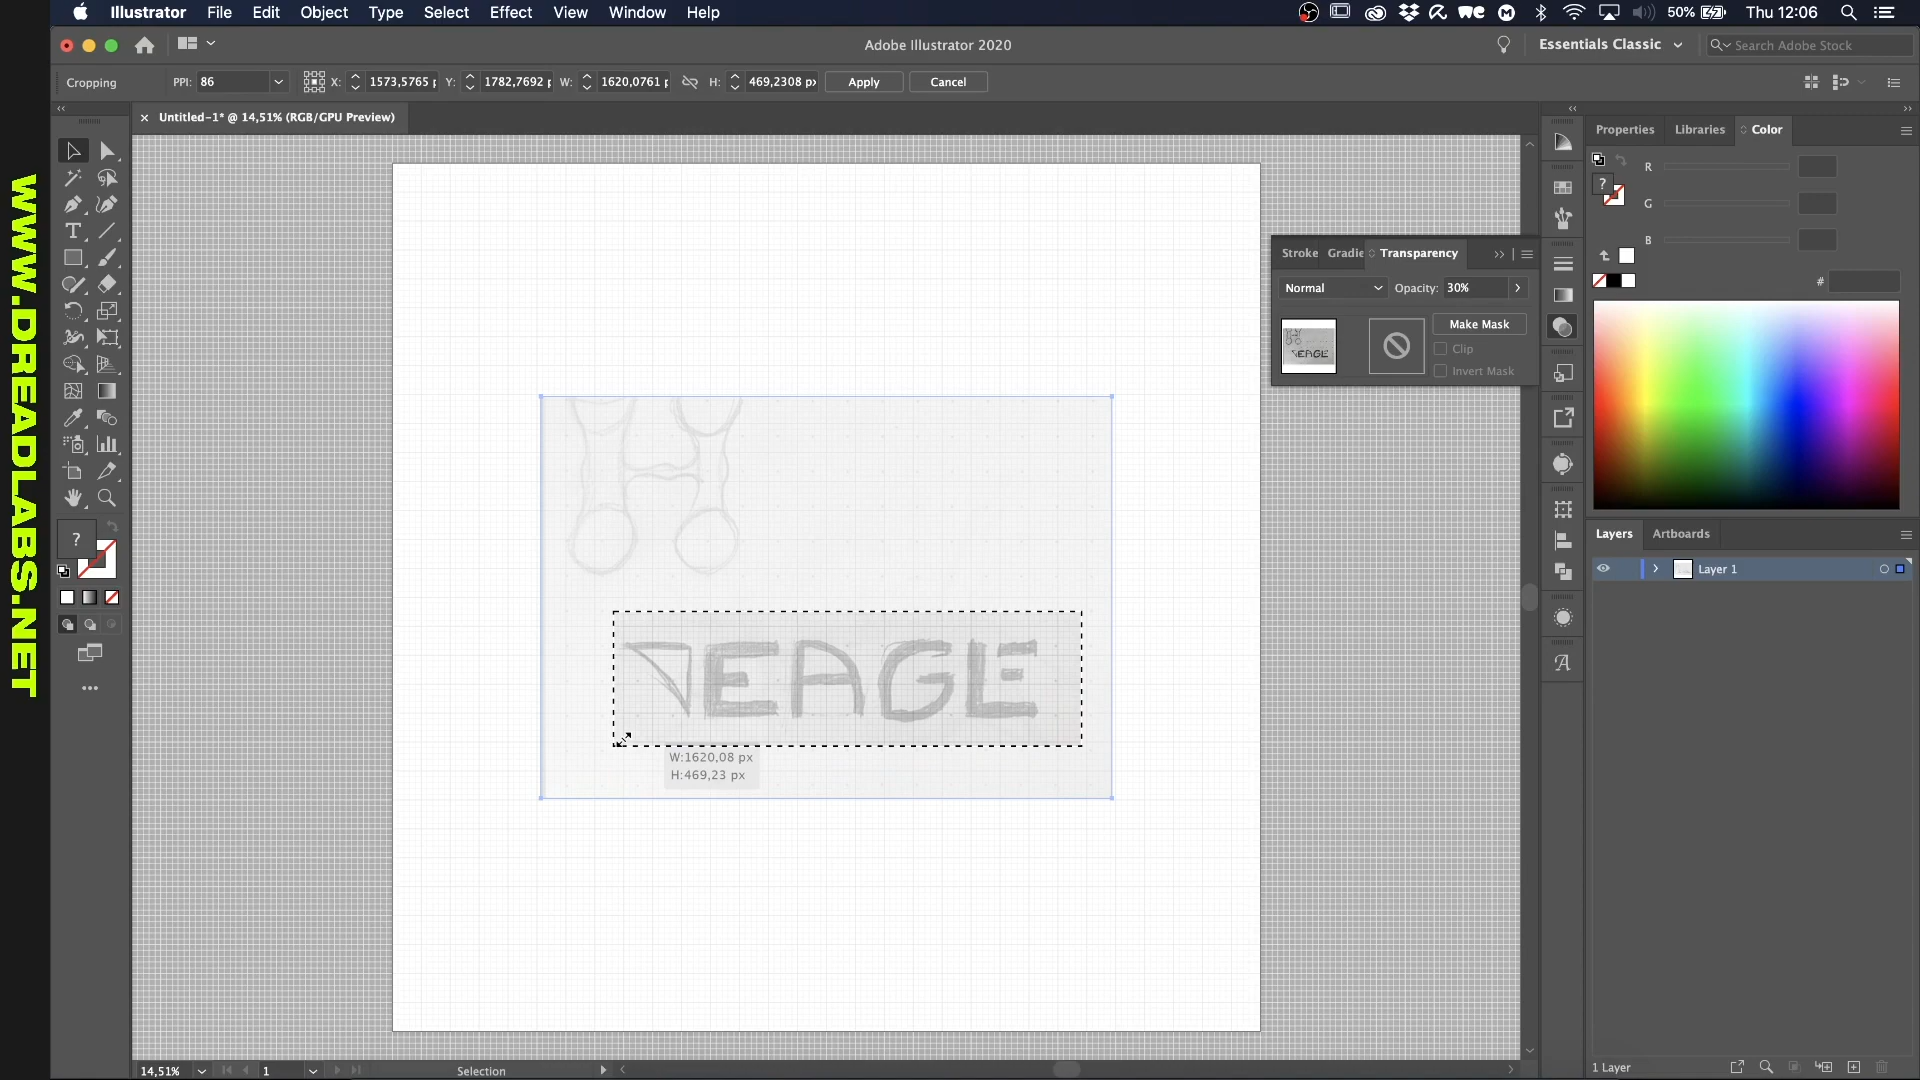 Illustrator File Edit Object Type Select Effect View Window Help 50% Thu 12:06
Adobe Illustrator 2020 Essentials Classic Search Adobe Stock
Cropping PPI: 86 X: 1573,5765 Y: 1782,7692 W: 1620,0761 H: 469,2308 px Apply Cancel
Untitled-1* @ 14,51% (RGB/GPU Preview)
Properties Libraries Color
R
G
B
#
Stroke Gradie Transparency
Normal Opacity: 30%
Make Mask
Clip
Invert Mask
EAGLE
W:1620,08 px
H:469,23 px
Layers Artboards
Layer 1
1 Layer
14,51% 1 Selection
WWW.DREADLABS.NET